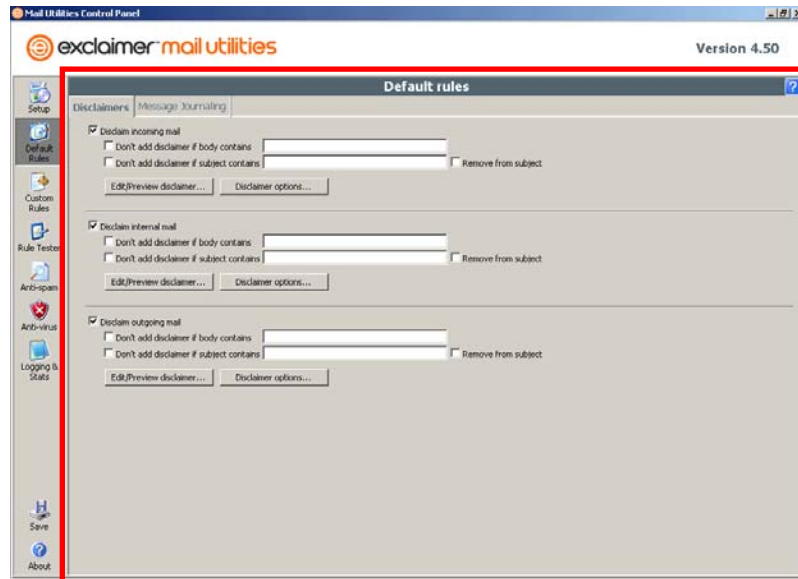 Mail Utilities Control Panel
exclaimer mail utilities
Version 4.50
Default rules
?
Setup
Disclaimers Message Journaling
Default Rules
Custom Rules
Rule Tester
Anti-spam
Anti-virus
Logging & Stats
Save
About
Disclaim incoming mail
Don't add disclaimer if body contains
Don't add disclaimer if subject contains Remove from subject
Edit/Preview disclaimer... Disclaimer options...
Disclaim internal mail
Don't add disclaimer if body contains
Don't add disclaimer if subject contains Remove from subject
Edit/Preview disclaimer... Disclaimer options...
Disclaim outgoing mail
Don't add disclaimer if body contains
Don't add disclaimer if subject contains Remove from subject
Edit/Preview disclaimer... Disclaimer options...